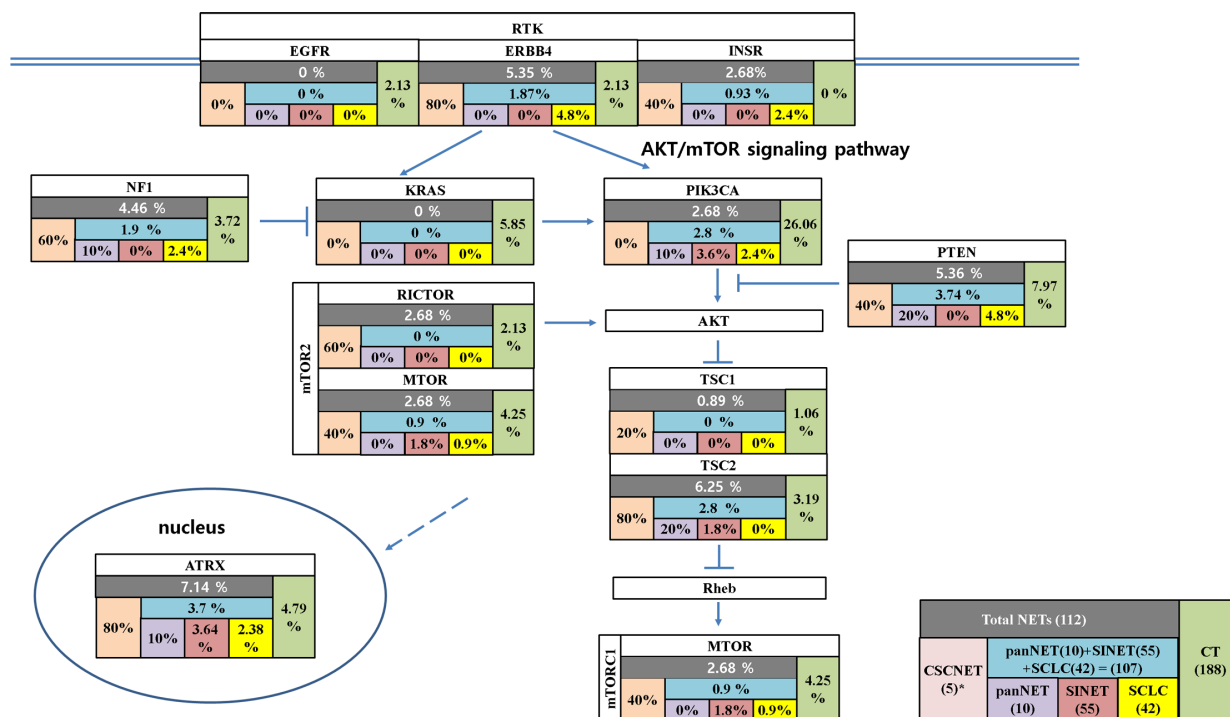 RTK
EGFR ERBB4 INSR
0 % 2.13 % 5.35 % 2.13 % 2.68% 0 %
0% 0 % 80% 1.87% 40% 0.93 %
0% 0% 0% 0% 0% 4.8% 0% 0% 2.4%
AKT/mTOR signaling pathway
NF1
4.46 %
60% 1.9 % 3.72 %
10% 0% 2.4%
KRAS
0 %
0% 0 % 5.85 %
0% 0% 0%
PIK3CA
2.68 %
0% 2.8 % 26.06 %
10% 3.6% 2.4%
PTEN
5.36 %
40% 3.74 % 7.97 %
20% 0% 4.8%
mTOR2
RICTOR
2.68 %
60% 0 % 2.13 %
0% 0% 0%
MTOR
2.68 %
40% 0.9 % 4.25 %
0% 1.8% 0.9%
AKT
TSC1
0.89 %
20% 0 % 1.06 %
0% 0% 0%
TSC2
6.25 %
80% 2.8 % 3.19 %
20% 1.8% 0%
nucleus
ATRX
7.14 %
80% 3.7 % 4.79 %
10% 3.64 % 2.38 %
Rheb
mTORC1
MTOR
2.68 %
40% 0.9 % 4.25 %
0% 1.8% 0.9%
Total NETs (112)
CSCNET (5)*
panNET(10)+SINET(55)
+SCLC(42) = (107)
panNET (10)
SINET (55)
SCLC (42)
CT (188)